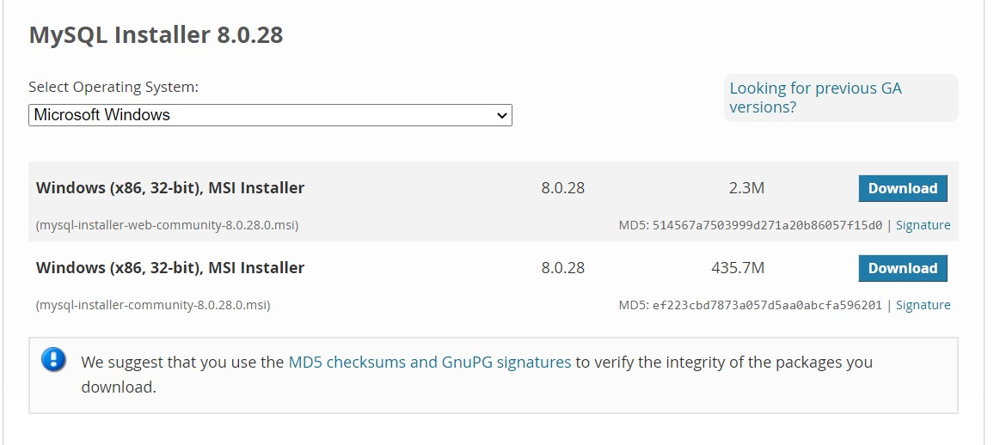 MySQL Installer 8.0.28
Select Operating System:
Microsoft Windows
Looking for previous GA
versions?
Windows (x86, 32-bit), MSI Installer 8.0.28 2.3M Download
(mysql-installer-web-community-8.0.28.0.msi) MD5: 514567a7503999d271a20b86057f15d0 | Signature
Windows (x86, 32-bit), MSI Installer 8.0.28 435.7M Download
(mysql-installer-community-8.0.28.0.msi) MD5: ef223cbd7873a057d5aa0abcfa596201 | Signature
We suggest that you use the MD5 checksums and GnuPG signatures to verify the integrity of the packages you
download.